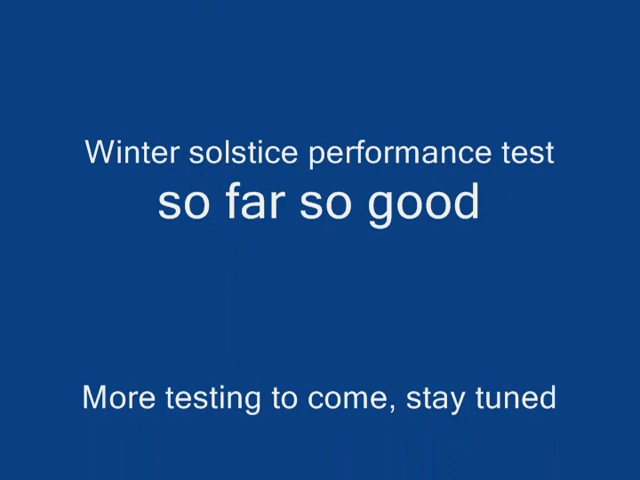 Winter solstice performance test
so far so good
More testing to come, stay tuned